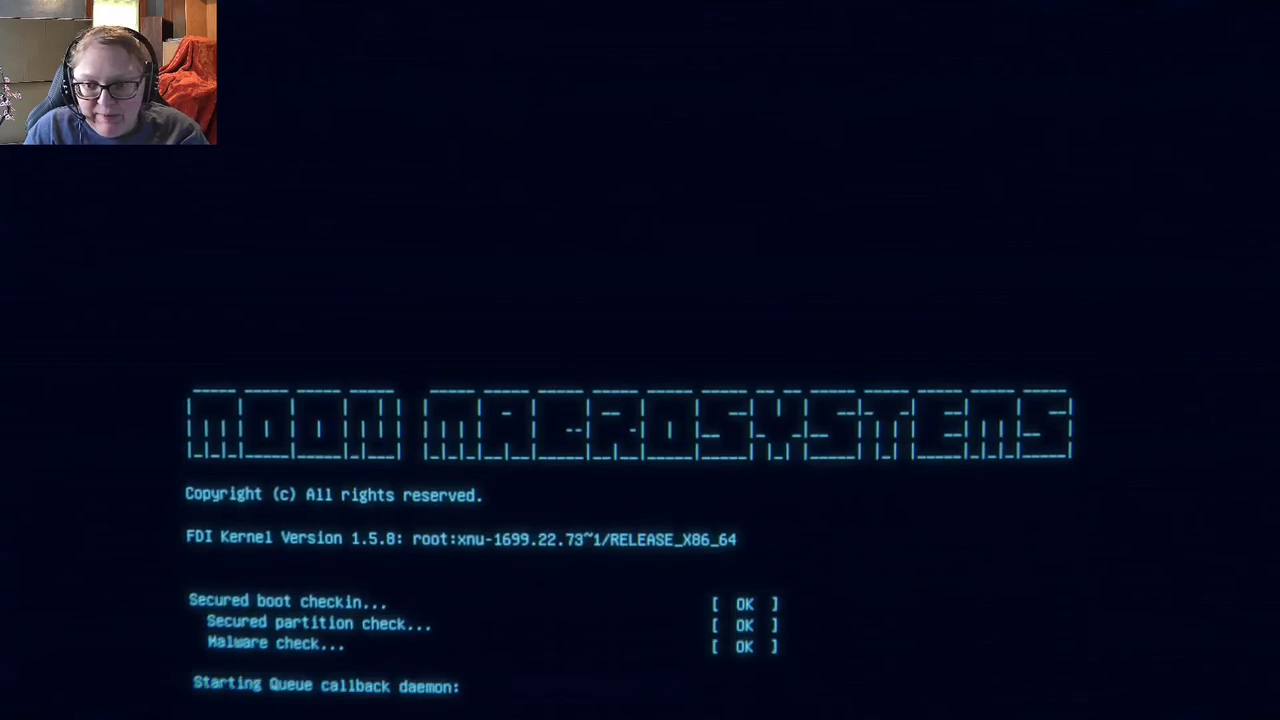 MOON MACROSYSTEMS
Copyright (c) All rights reserved.
FDI Kernel Version 1.5.8: root:xnu-1699.22.73~1/RELEASE_X86_64
Secured boot checkin... [ OK ]
Secured partition check... [ OK ]
Malware check... [ OK ]
Starting Queue callback daemon: